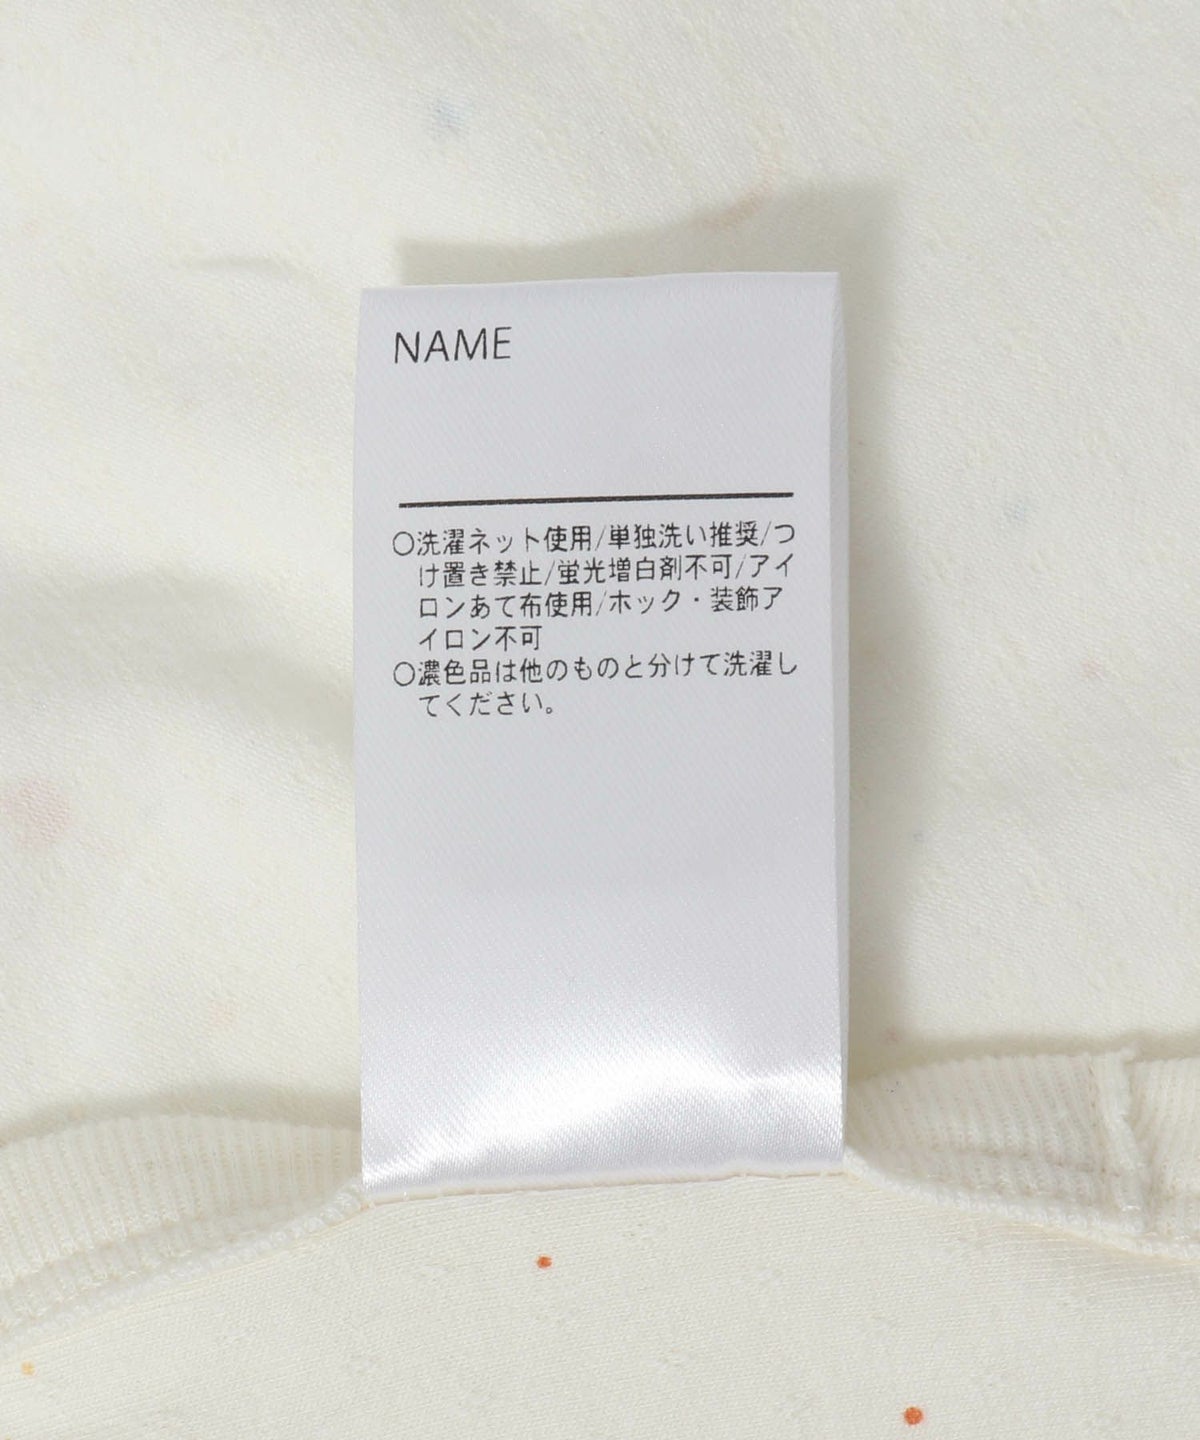 NAME
○洗濯ネット使用/単独洗い推奨/つ
け置き禁止/蛍光増白剤不可/アイ
ロンあて布使用/ホック・装飾ア
イロン不可
○濃色品は他のものと分けて洗濯し
てください。